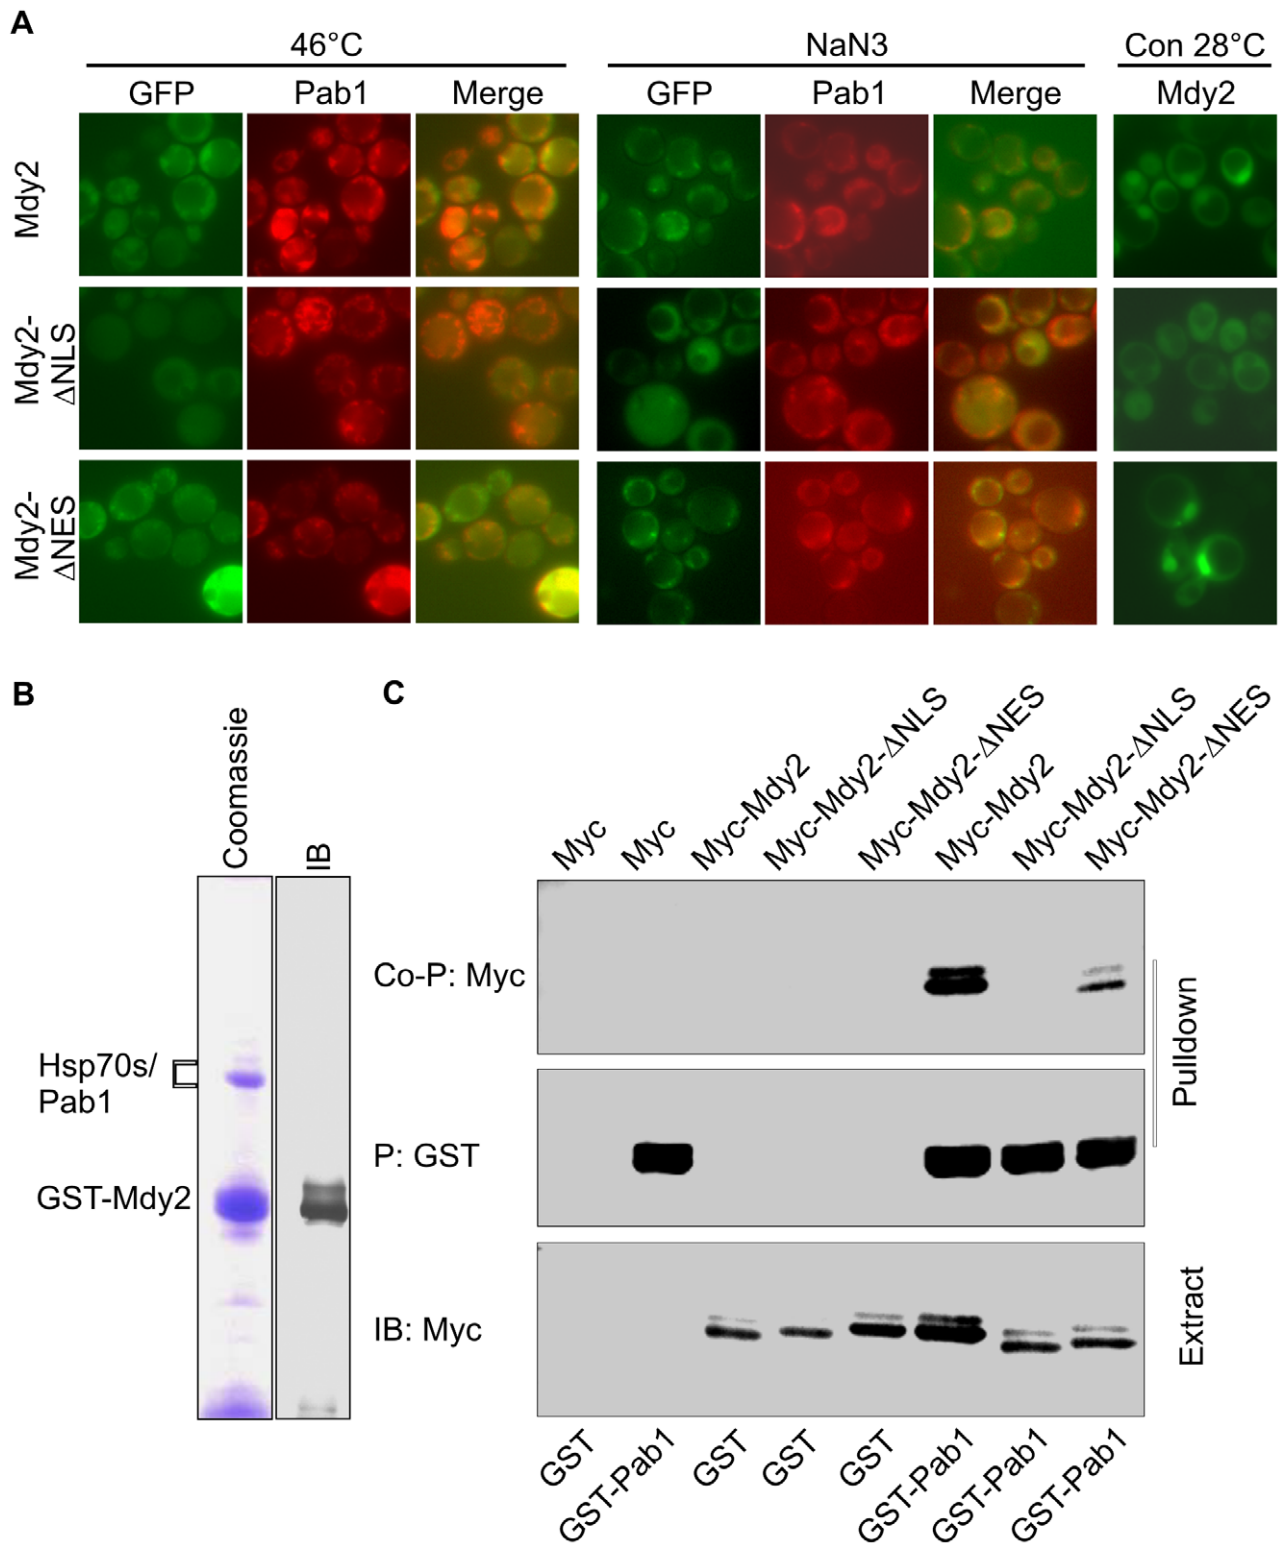 A
46°C
NaN3
Con 28°C
GFP
Pab1
Merge
GFP
Pab1
Merge
Mdy2
Mdy2
Mdy2-
ΔNLS
Mdy2-
ΔNES
B
C
Coomassie
IB
Hsp70s/
Pab1
GST-Mdy2
Myc
Myc
Myc-Mdy2
Myc-Mdy2-ΔNLS
Myc-Mdy2-ΔNES
Myc-Mdy2
Myc-Mdy2-ΔNLS
Myc-Mdy2-ΔNES
Co-P: Myc
P: GST
IB: Myc
Pulldown
Extract
GST
GST-Pab1
GST
GST
GST
GST-Pab1
GST-Pab1
GST-Pab1